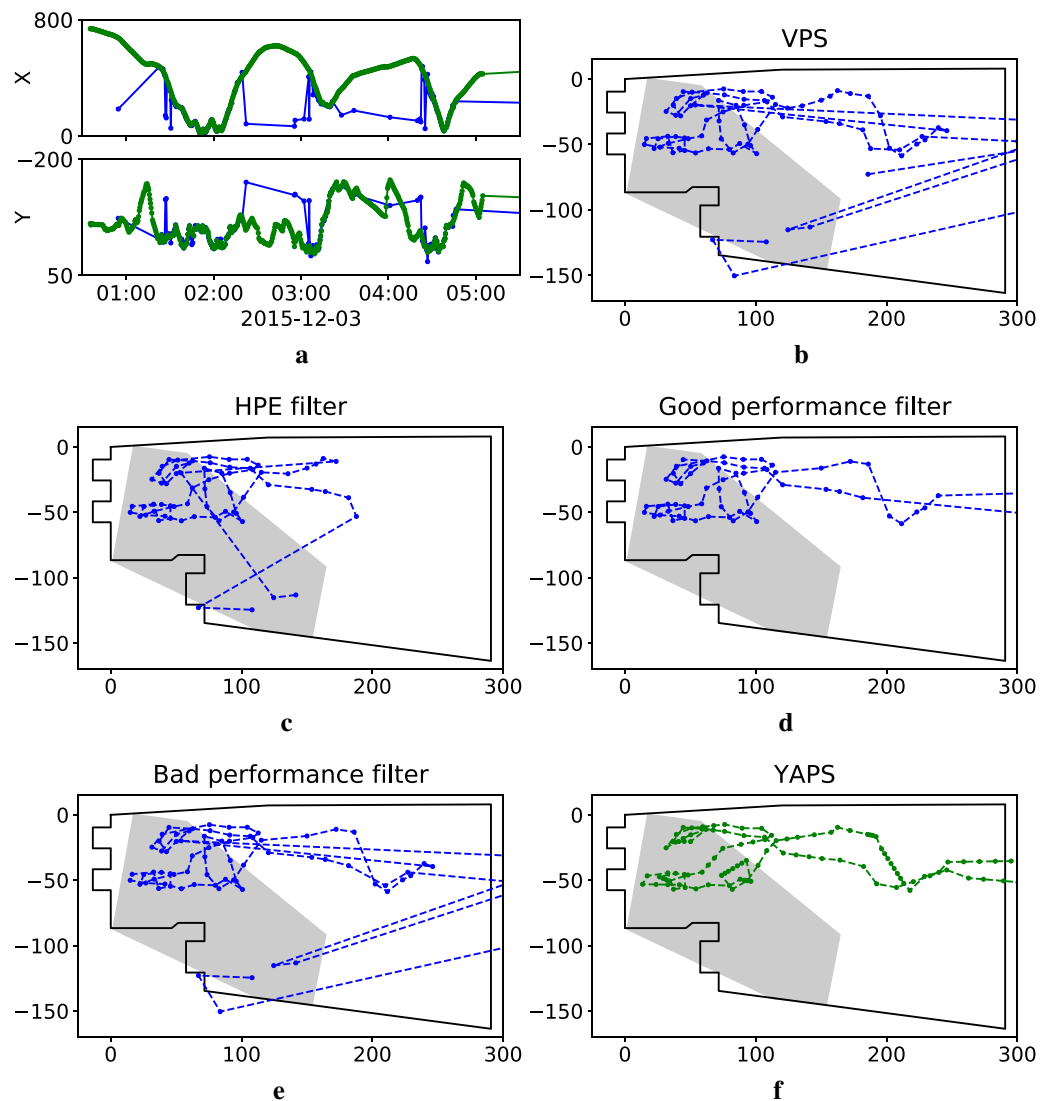 800
X
0
−200
Y
50
01:00 02:00 03:00 04:00 05:00
2015-12-03
a
VPS
0
−50
−100
−150
0 100 200 300
b
HPE filter
0
−50
−100
−150
0 100 200 300
c
Good performance filter
0
−50
−100
−150
0 100 200 300
d
Bad performance filter
0
−50
−100
−150
0 100 200 300
e
YAPS
0
−50
−100
−150
0 100 200 300
f